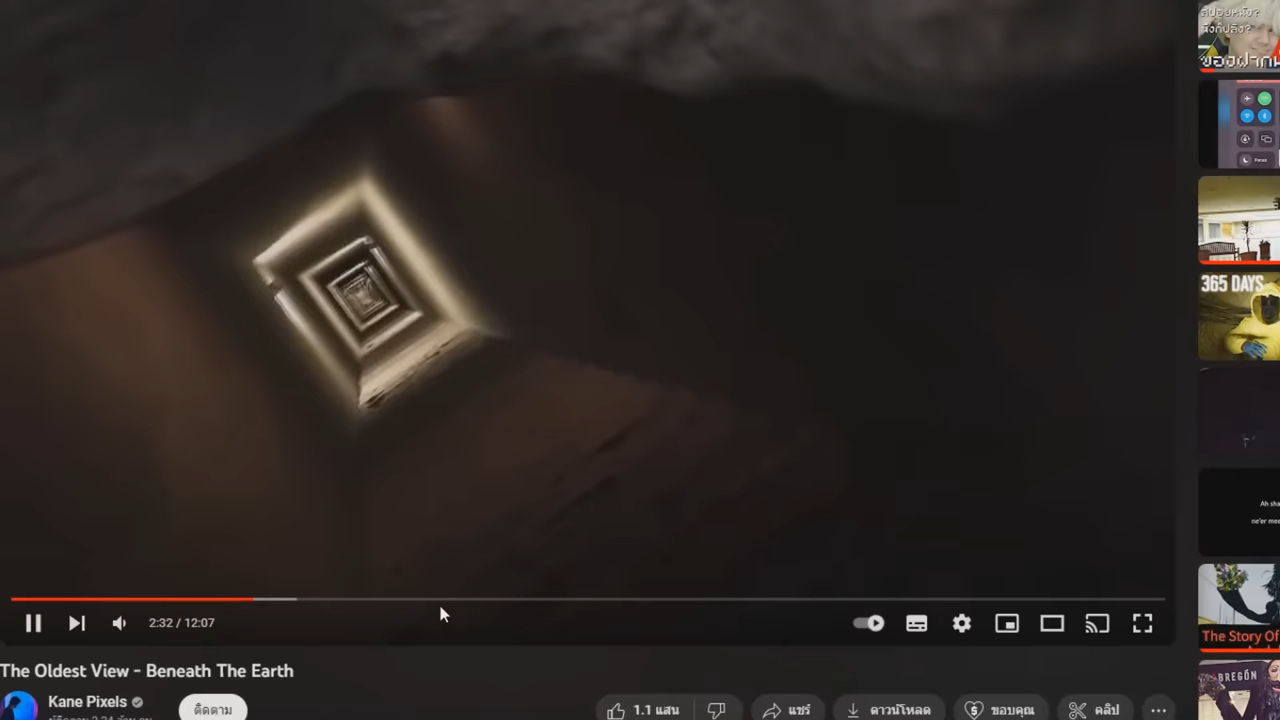 2:32 / 12:07
The Oldest View - Beneath The Earth
Kane Pixels
ติดตาม
1.1 แสน
แชร์
ดาวน์โหลด
ขอบคุณ
คลิป
365 DAYS
Focus
The Story Of
BREGÓN